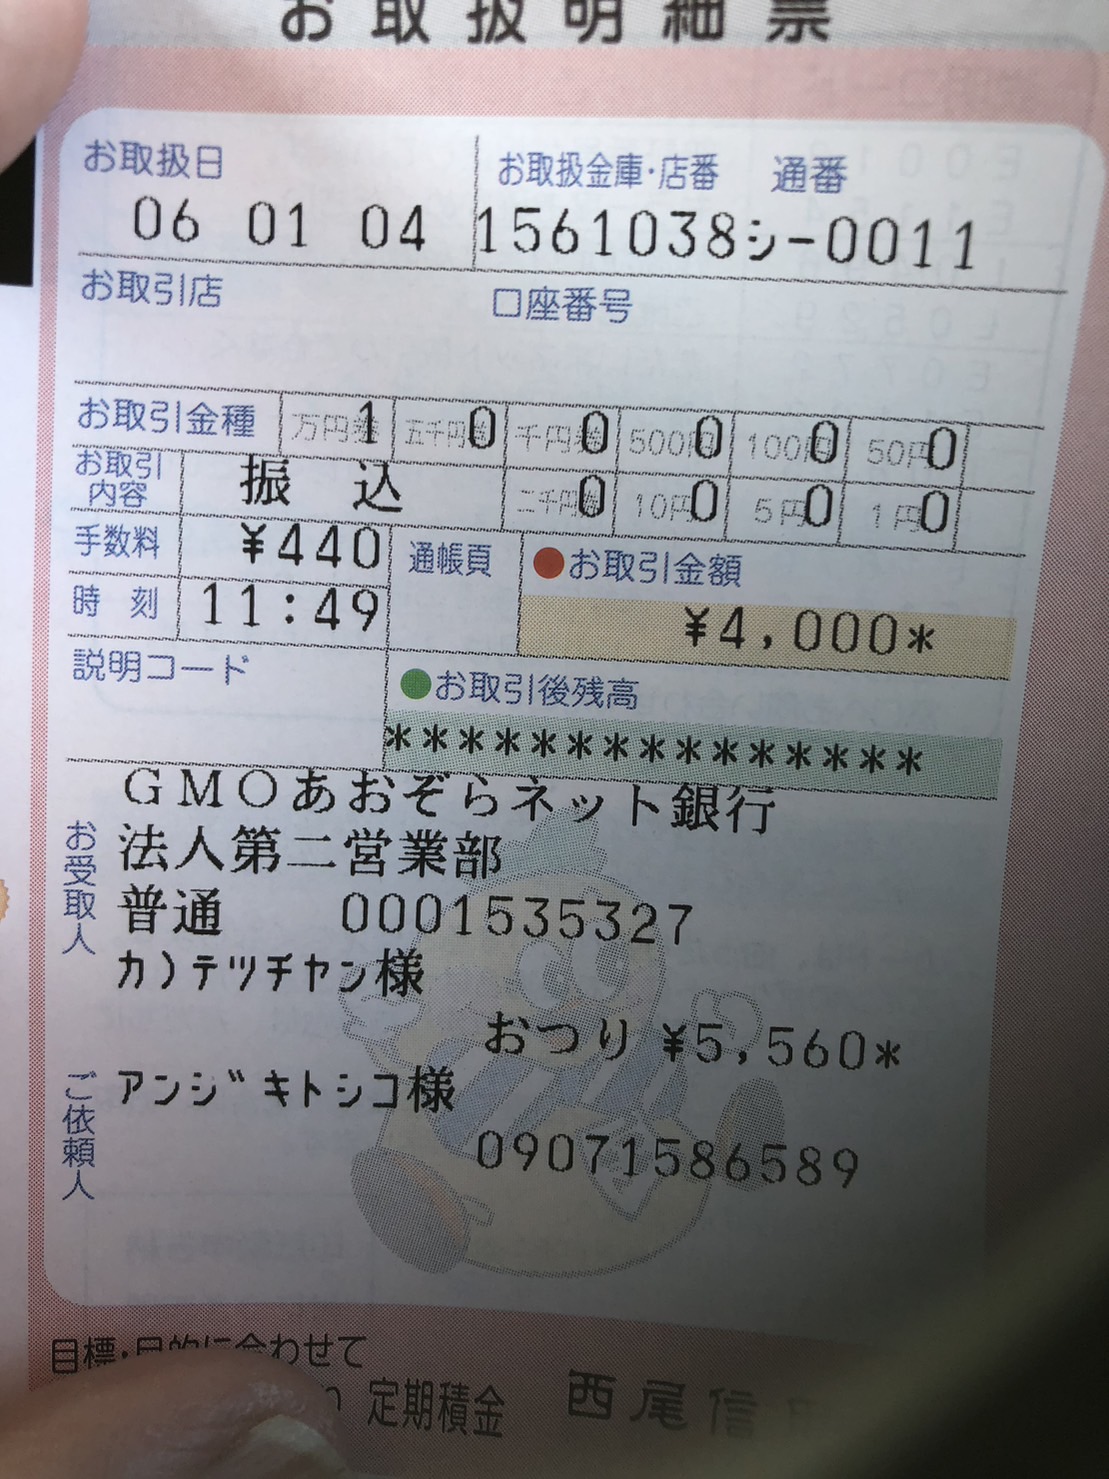 お取扱明細票
お取扱日 お取扱金庫・店番 通番
06 01 04 1561038シ-0011
お取引店 口座番号
お取引金種 万円券 1 五千円券 0 千円券 0 500円 0 100円 0 50円 0
お取引内容 振込 二千円券 0 10円 0 5円 0 1円 0
手数料 ¥440 通帳頁 お取引金額
時刻 11:49 ¥4,000*
説明コード お取引後残高
***************
お受取人
GMOあおぞらネット銀行
法人第二営業部
普通 0001535327
カ)テツチヤン様
おつり ¥5,560*
ご依頼人
アンジキトシコ様
09071586589
目標・目的に合わせて
定期積金 西尾信